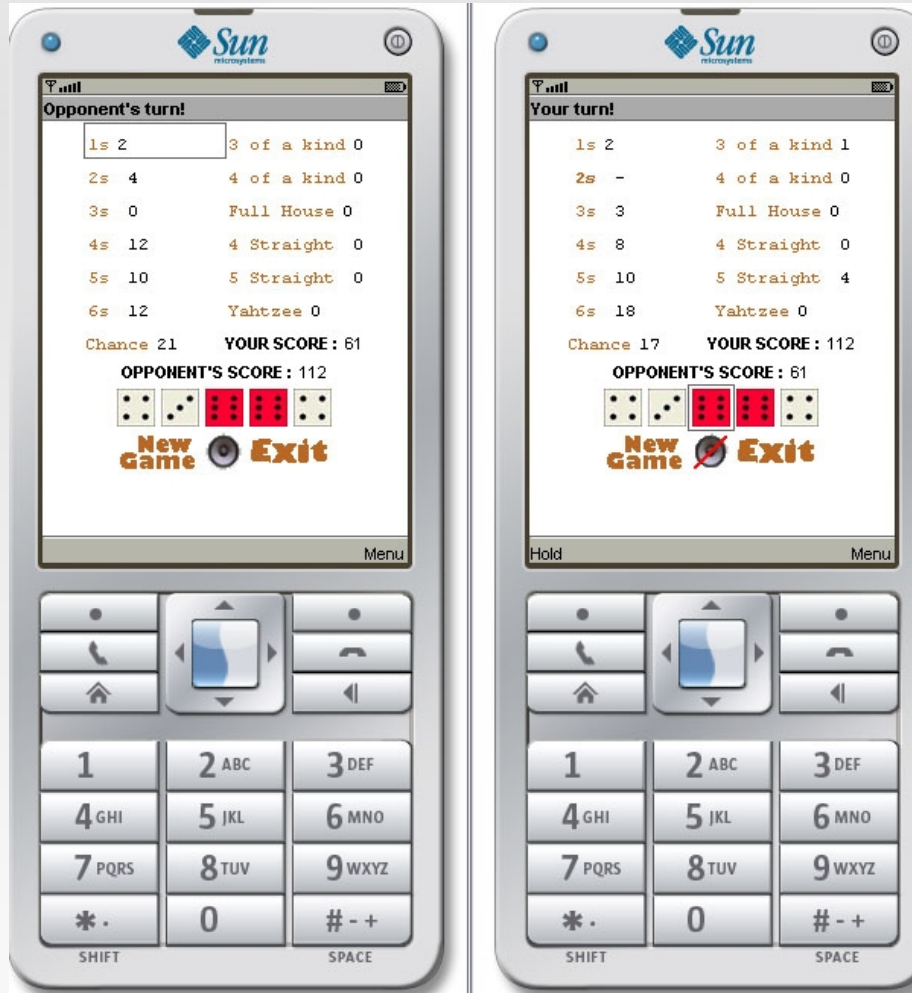 Sun
microsystems
Opponent's turn!
1s 2 3 of a kind 0
2s 4 4 of a kind 0
3s 0 Full House 0
4s 12 4 Straight 0
5s 10 5 Straight 0
6s 12 Yahtzee 0
Chance 21 YOUR SCORE : 61
OPPONENT'S SCORE : 112
New
Game Exit
Menu
1 2 ABC 3 DEF
4 GHI 5 JKL 6 MNO
7 PQRS 8 TUV 9 WXYZ
* . 0 # - +
SHIFT SPACE
Sun
microsystems
Your turn!
1s 2 3 of a kind 1
2s - 4 of a kind 0
3s 3 Full House 0
4s 8 4 Straight 0
5s 10 5 Straight 4
6s 18 Yahtzee 0
Chance 17 YOUR SCORE : 112
OPPONENT'S SCORE : 61
New
Game Exit
Hold Menu
1 2 ABC 3 DEF
4 GHI 5 JKL 6 MNO
7 PQRS 8 TUV 9 WXYZ
* . 0 # - +
SHIFT SPACE